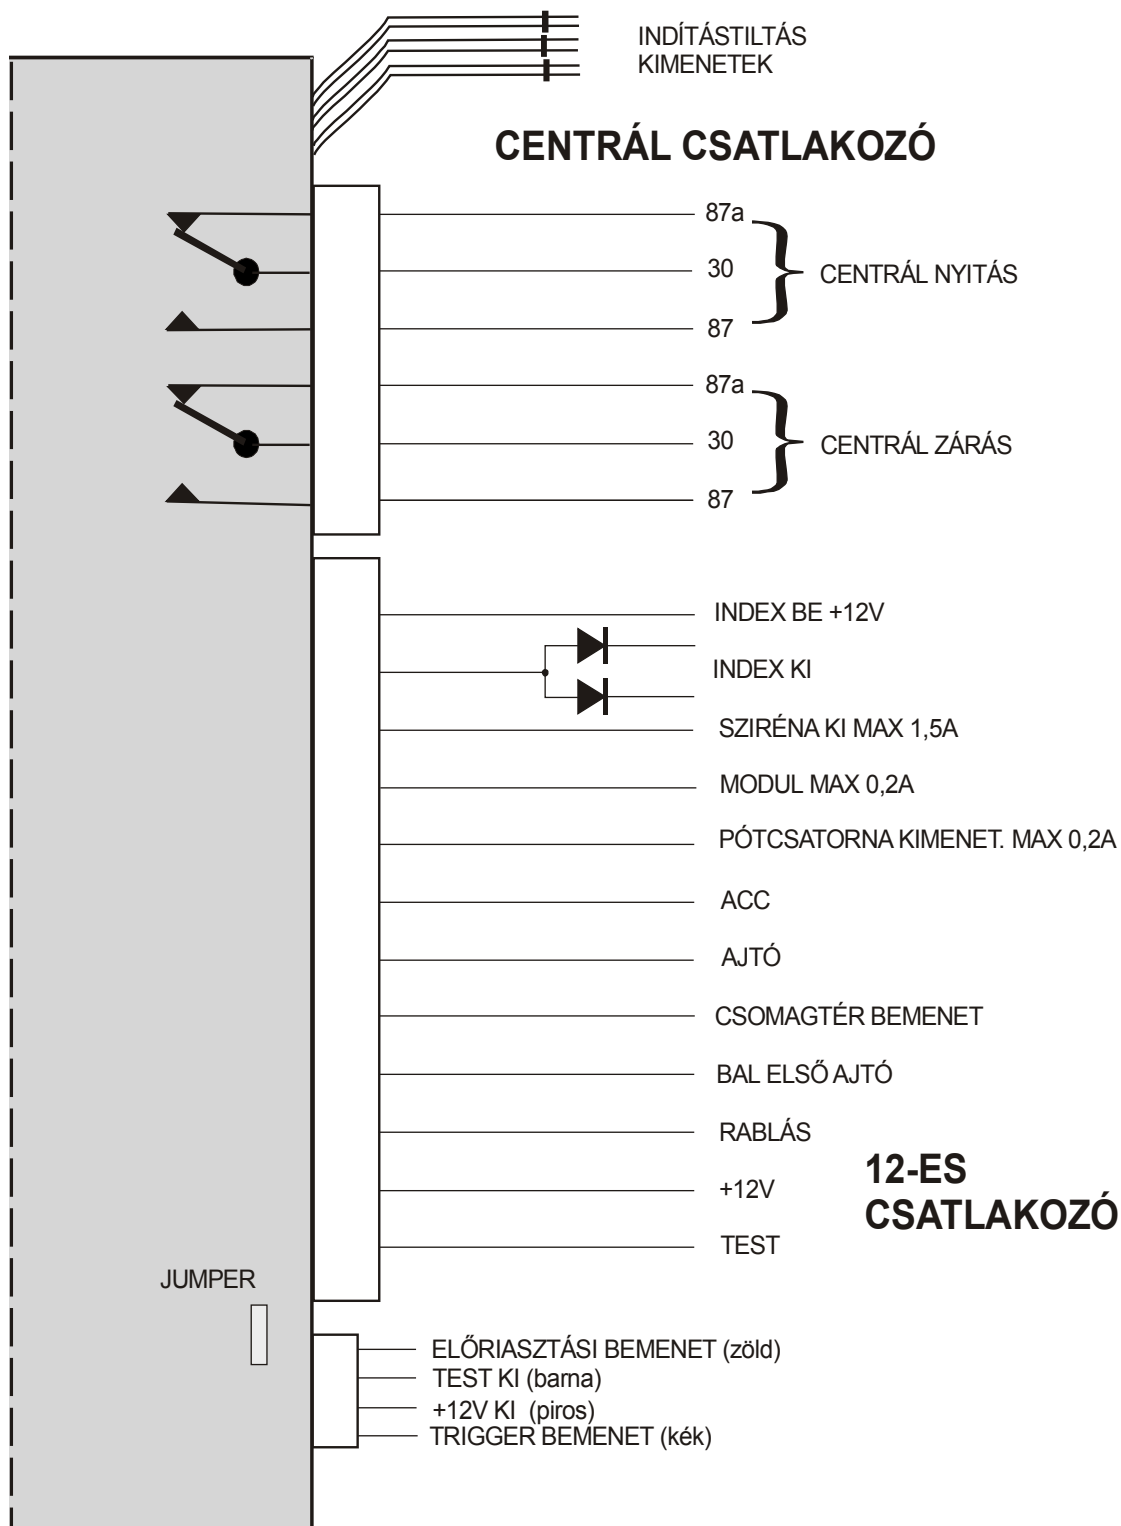 INDÍTÁSTILTÁS
KIMENETEK
CENTRÁL CSATLAKOZÓ
87a
30
CENTRÁL NYITÁS
87
87a
30
CENTRÁL ZÁRÁS
87
INDEX BE +12V
INDEX KI
SZIRÉNA KI MAX 1,5A
MODUL MAX 0,2A
PÓTCSATORNA KIMENET. MAX 0,2A
ACC
AJTÓ
CSOMAGTÉR BEMENET
BAL ELSŐ AJTÓ
RABLÁS
12-ES
CSATLAKOZÓ
+12V
TEST
JUMPER
ELŐRIASZTÁSI BEMENET (zöld)
TEST KI (barna)
+12V KI (piros)
TRIGGER BEMENET (kék)